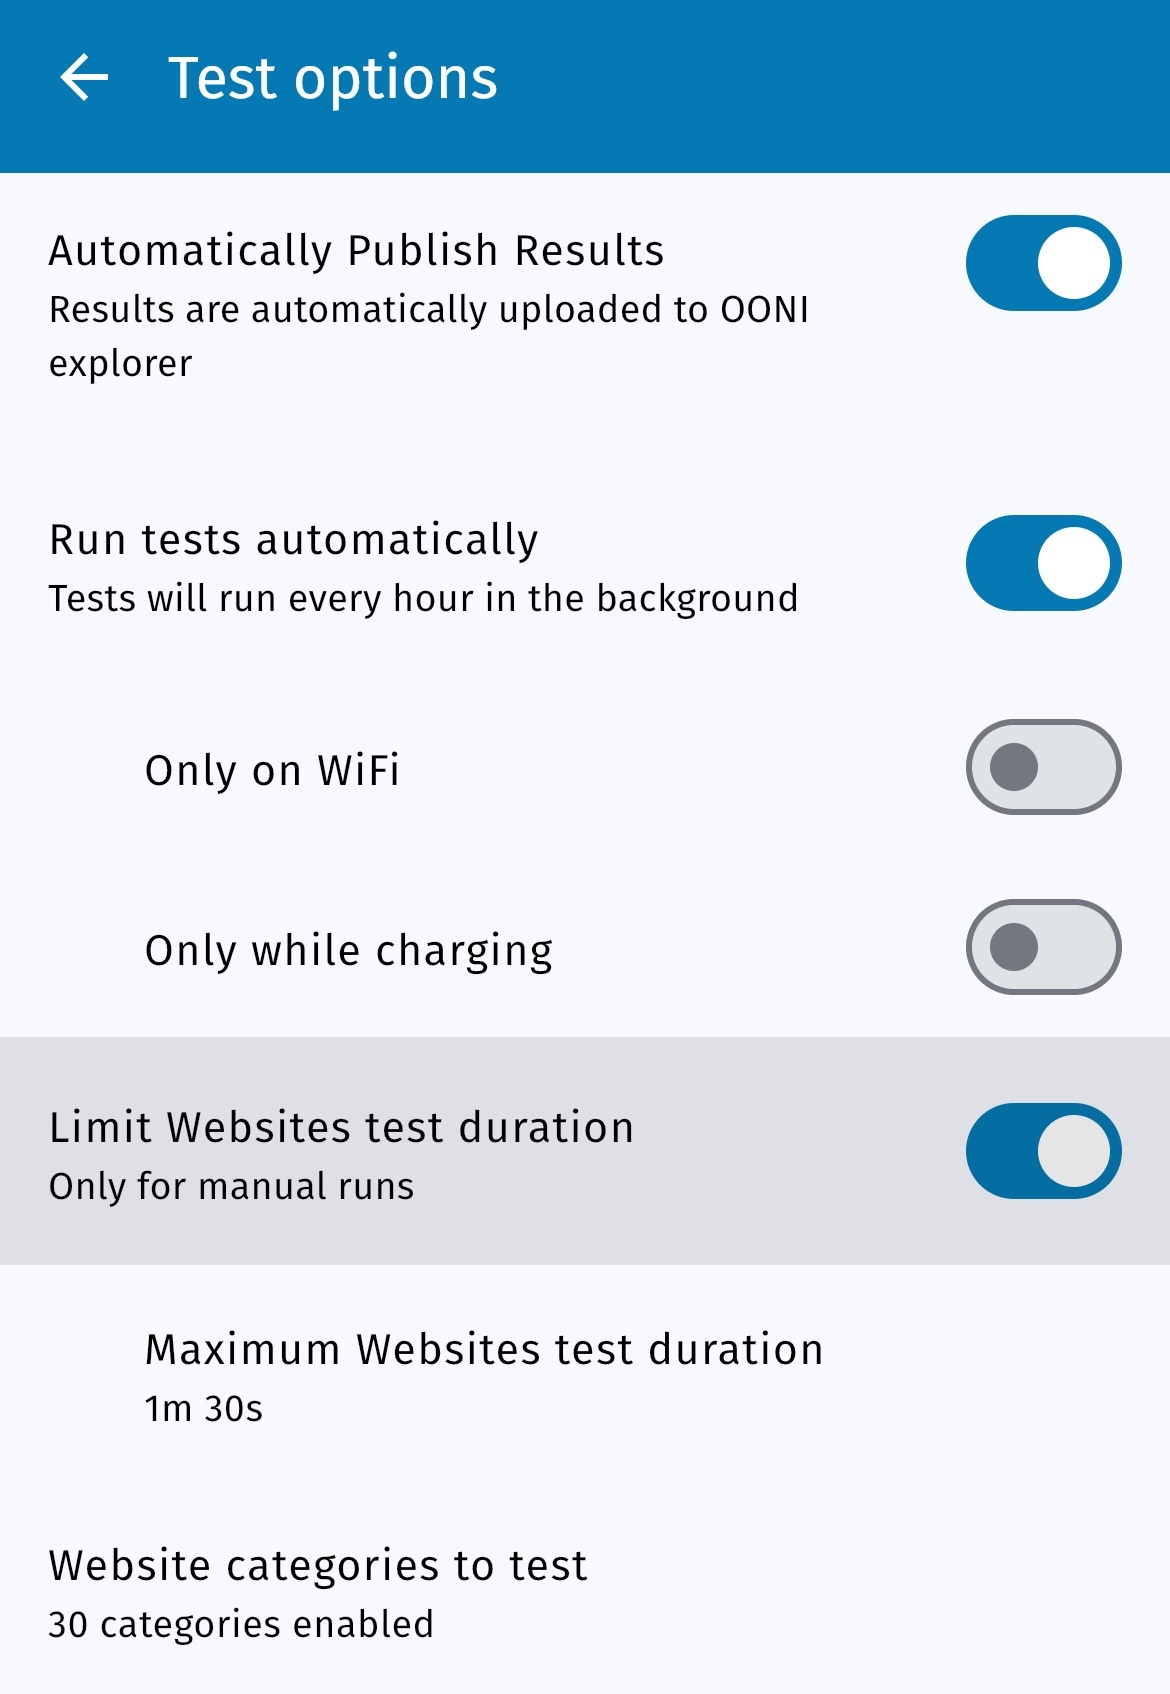 Test options
Automatically Publish Results
Results are automatically uploaded to OONI
explorer
Run tests automatically
Tests will run every hour in the background
Only on WiFi
Only while charging
Limit Websites test duration
Only for manual runs
Maximum Websites test duration
1m 30s
Website categories to test
30 categories enabled